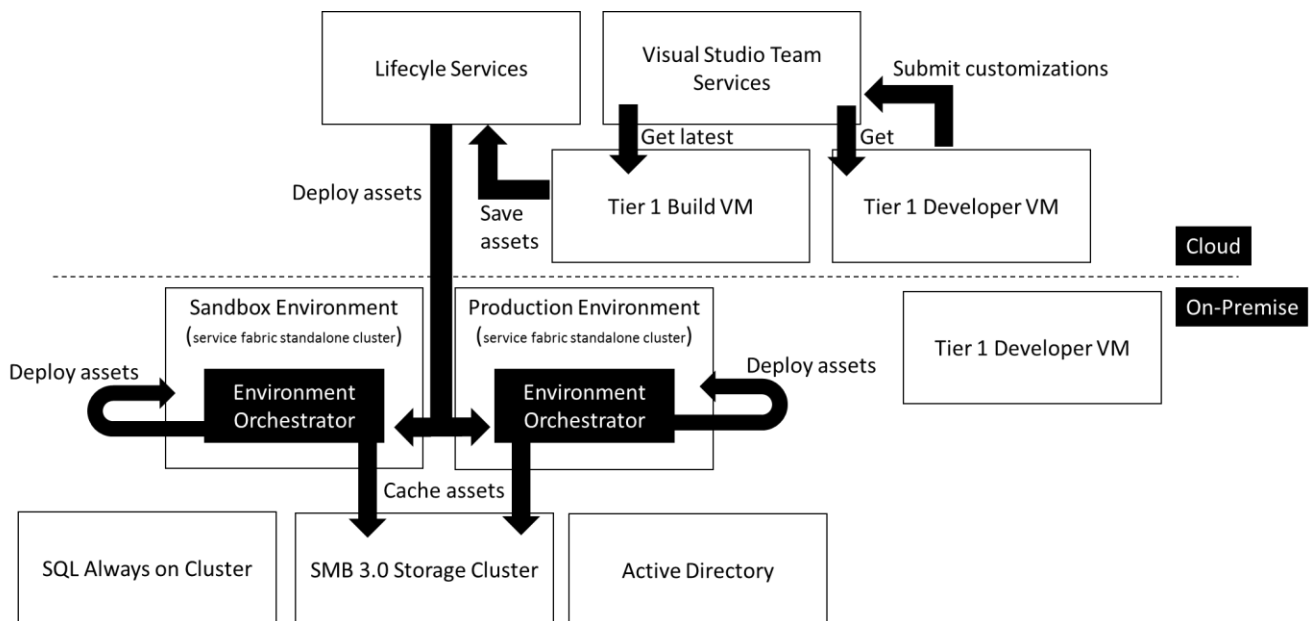 Lifecyle Services
Visual Studio Team
Services
Submit customizations
Get latest
Get
Deploy assets
Save
assets
Tier 1 Build VM
Tier 1 Developer VM
Cloud
On-Premise
Sandbox Environment
(service fabric standalone cluster)
Production Environment
(service fabric standalone cluster)
Tier 1 Developer VM
Deploy assets
Environment
Orchestrator
Environment
Orchestrator
Deploy assets
Cache assets
SQL Always on Cluster
SMB 3.0 Storage Cluster
Active Directory